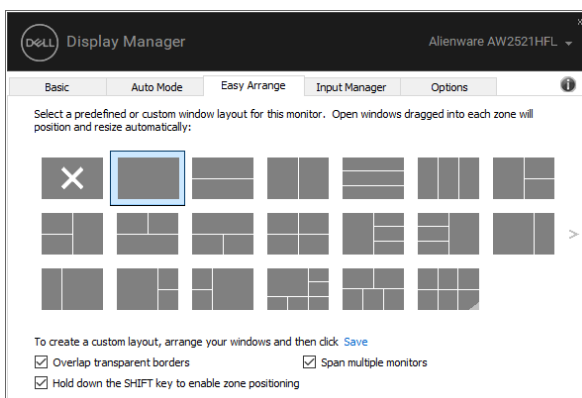 DELL Display Manager
Alienware AW2521HFL
x
Basic Auto Mode Easy Arrange Input Manager Options
Select a predefined or custom window layout for this monitor. Open windows dragged into each zone will
position and resize automatically:
To create a custom layout, arrange your windows and then click Save
Overlap transparent borders
Span multiple monitors
Hold down the SHIFT key to enable zone positioning